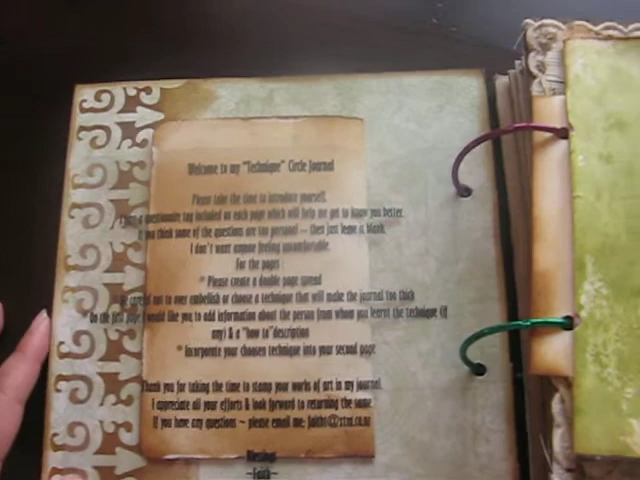 Welcome to my "Technique" Circle Journal
Please take the time to introduce yourself.
a questionaire tag included on each page which will help me get to know you better.
If you think some of the questions are too personal ~ then just leave it blank.
I don't want anyone feeling uncomfortable.
For the pages:
* Please create a double page spread
Be careful not to over embellish or choose a technique that will make the journal too thick
* On the first page I would like you to add information about the person from whom you learnt the technique (if
any) & a "how to" description
* Incorporate your choosen technique into your second page
Thank you for taking the time to stamp your works of art in my journal.
I appreciate all your efforts & look forward to returning the same.
If you have any questions ~ please email me:
Blessings
~Faith~